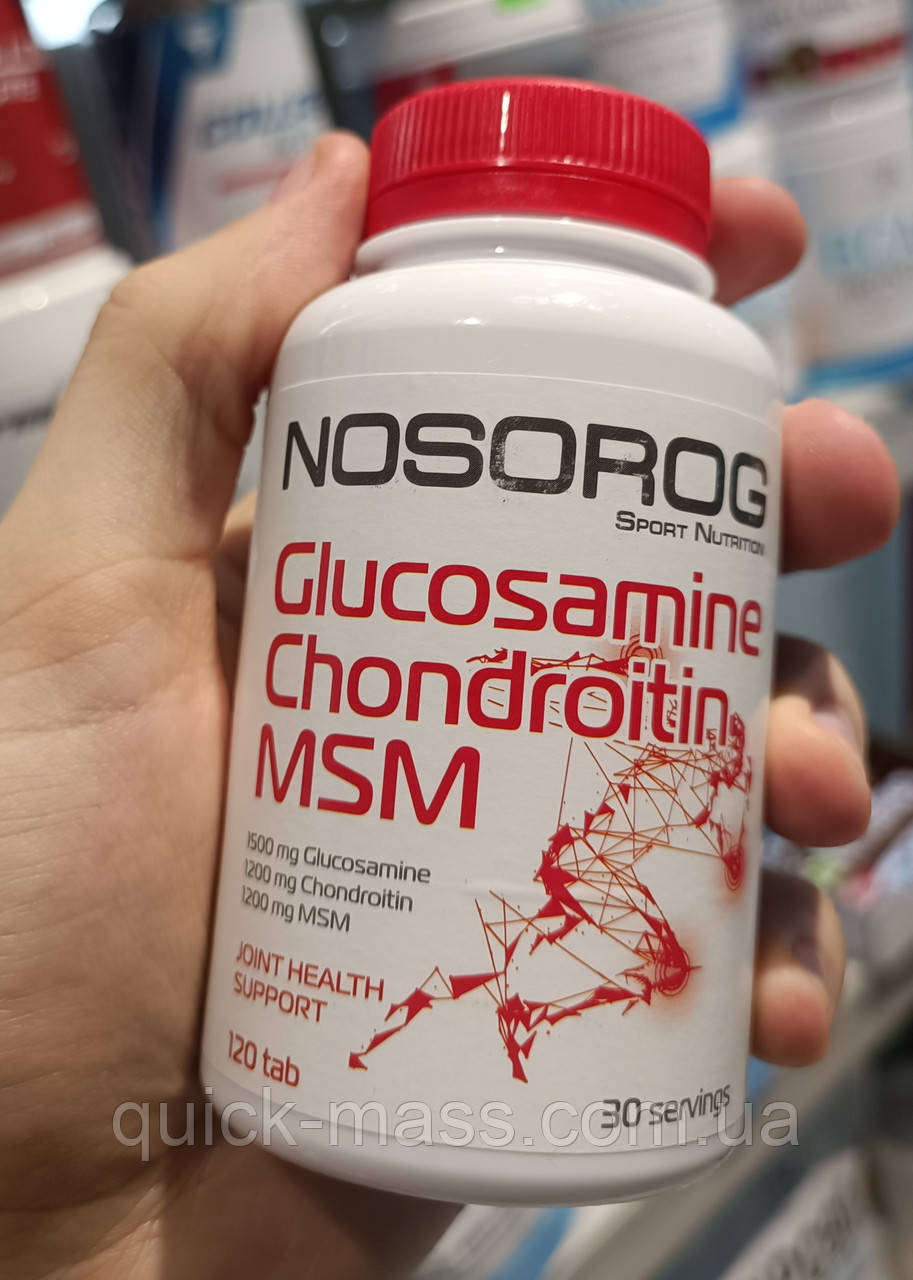 NOSOROG
SPORT NUTRITION
Glucosamine
Chondroitin
MSM
1500 mg Glucosamine
1200 mg Chondroitin
1200 mg MSM
JOINT HEALTH
SUPPORT
120 tab
30 servings
quick-mass.com.ua